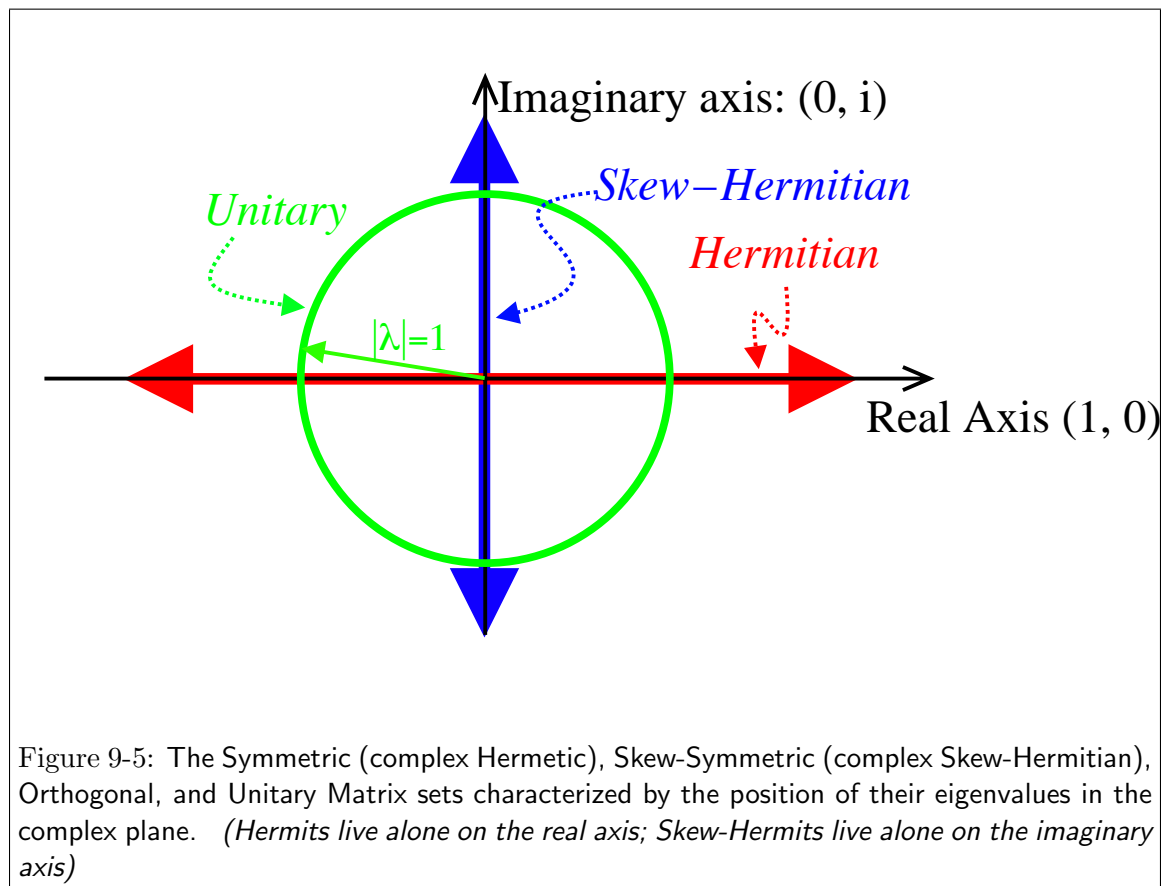 Imaginary axis: (0, i)
Skew–Hermitian
Unitary
Hermitian
|λ|=1
Real Axis (1, 0)
Figure 9-5: The Symmetric (complex Hermetic), Skew-Symmetric (complex Skew-Hermitian),
Orthogonal, and Unitary Matrix sets characterized by the position of their eigenvalues in the
complex plane. (Hermits live alone on the real axis; Skew-Hermits live alone on the imaginary
axis)